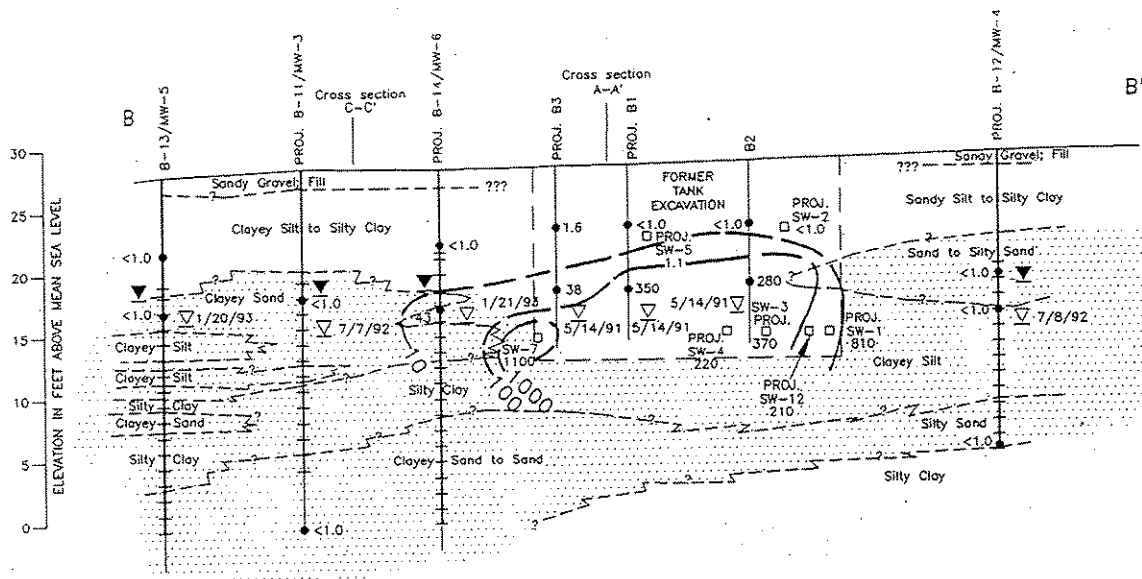 B
B'
B-13/MW-5
PROJ. B-11/MW-3
Cross section
C-C'
PROJ. B-14/MW-6
PROJ. B3
Cross section
A-A'
PROJ. B1
B2
PROJ. B-12/MW-4
ELEVATION IN FEET ABOVE MEAN SEA LEVEL
30
25
20
15
10
5
0
Sandy Gravel; Fill
???
???
Sandy Gravel; Fill
FORMER
TANK
EXCAVATION
Clayey Silt to Silty Clay
Sandy Silt to Silty Clay
<1.0
<1.0
1.6
<1.0
<1.0
PROJ.
SW-2
<1.0
PROJ.
SW-5
1.1
Sand to Silty Sand
<1.0
Clayey Sand
<1.0
<1.0
43
38
350
280
<1.0
1/20/93
7/7/92
1/21/93
5/14/91
5/14/91
5/14/91
7/8/92
SW-3
PROJ.
370
PROJ.
SW-4
220
PROJ.
SW-1
810
PROJ.
SW-12
210
SW-7
1100
10
100
1000
Clayey Silt
Clayey Silt
Silty Clay
Clayey Sand
Silty Clay
Silty Clay
Clayey Silt
Clayey Sand to Sand
Silty Sand
<1.0
Silty Clay
<1.0